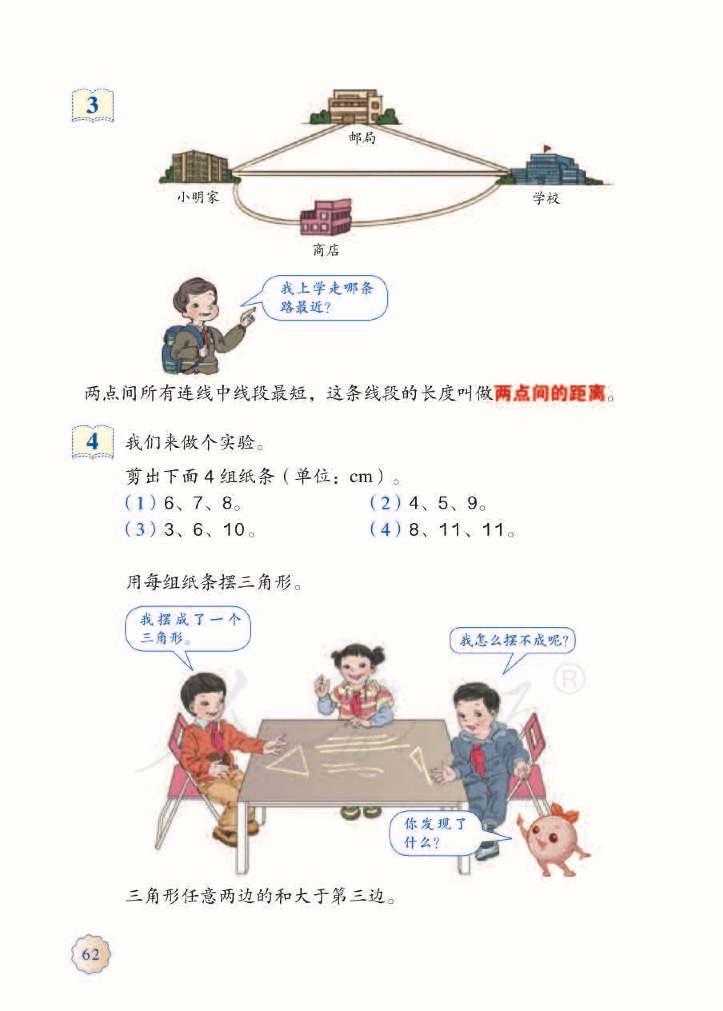 3
邮局
小明家
学校
商店
我上学走哪条
路最近？
两点间所有连线中线段最短，这条线段的长度叫做两点间的距离。
4 我们来做个实验。
剪出下面 4 组纸条（单位：cm）。
（1）6、7、8。 （2）4、5、9。
（3）3、6、10。 （4）8、11、11。
用每组纸条摆三角形。
我摆成了一个
三角形。
我怎么摆不成呢？
®
你发现了
什么？
三角形任意两边的和大于第三边。
62